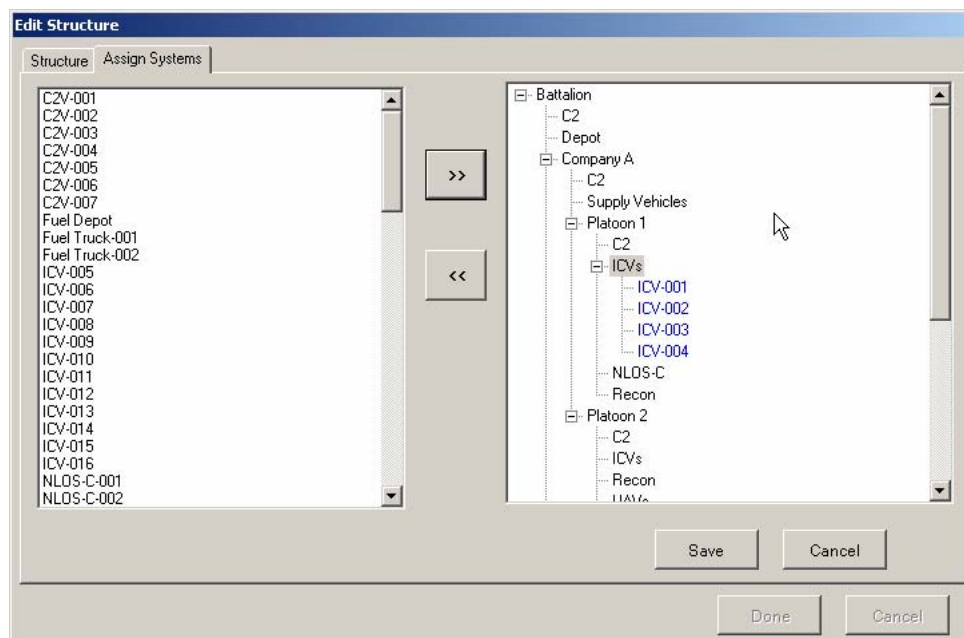 Edit Structure
Structure
Assign Systems
C2V-001
C2V-002
C2V-003
C2V-004
C2V-005
C2V-006
C2V-007
Fuel Depot
Fuel Truck-001
Fuel Truck-002
ICV-005
ICV-006
ICV-007
ICV-008
ICV-009
ICV-010
ICV-011
ICV-012
ICV-013
ICV-014
ICV-015
ICV-016
NLOS-C-001
NLOS-C-002
>>
<<
Battalion
C2
Depot
Company A
C2
Supply Vehicles
Platoon 1
C2
ICVs
ICV-001
ICV-002
ICV-003
ICV-004
NLOS-C
Recon
Platoon 2
C2
ICVs
Recon
Save
Cancel
Done
Cancel